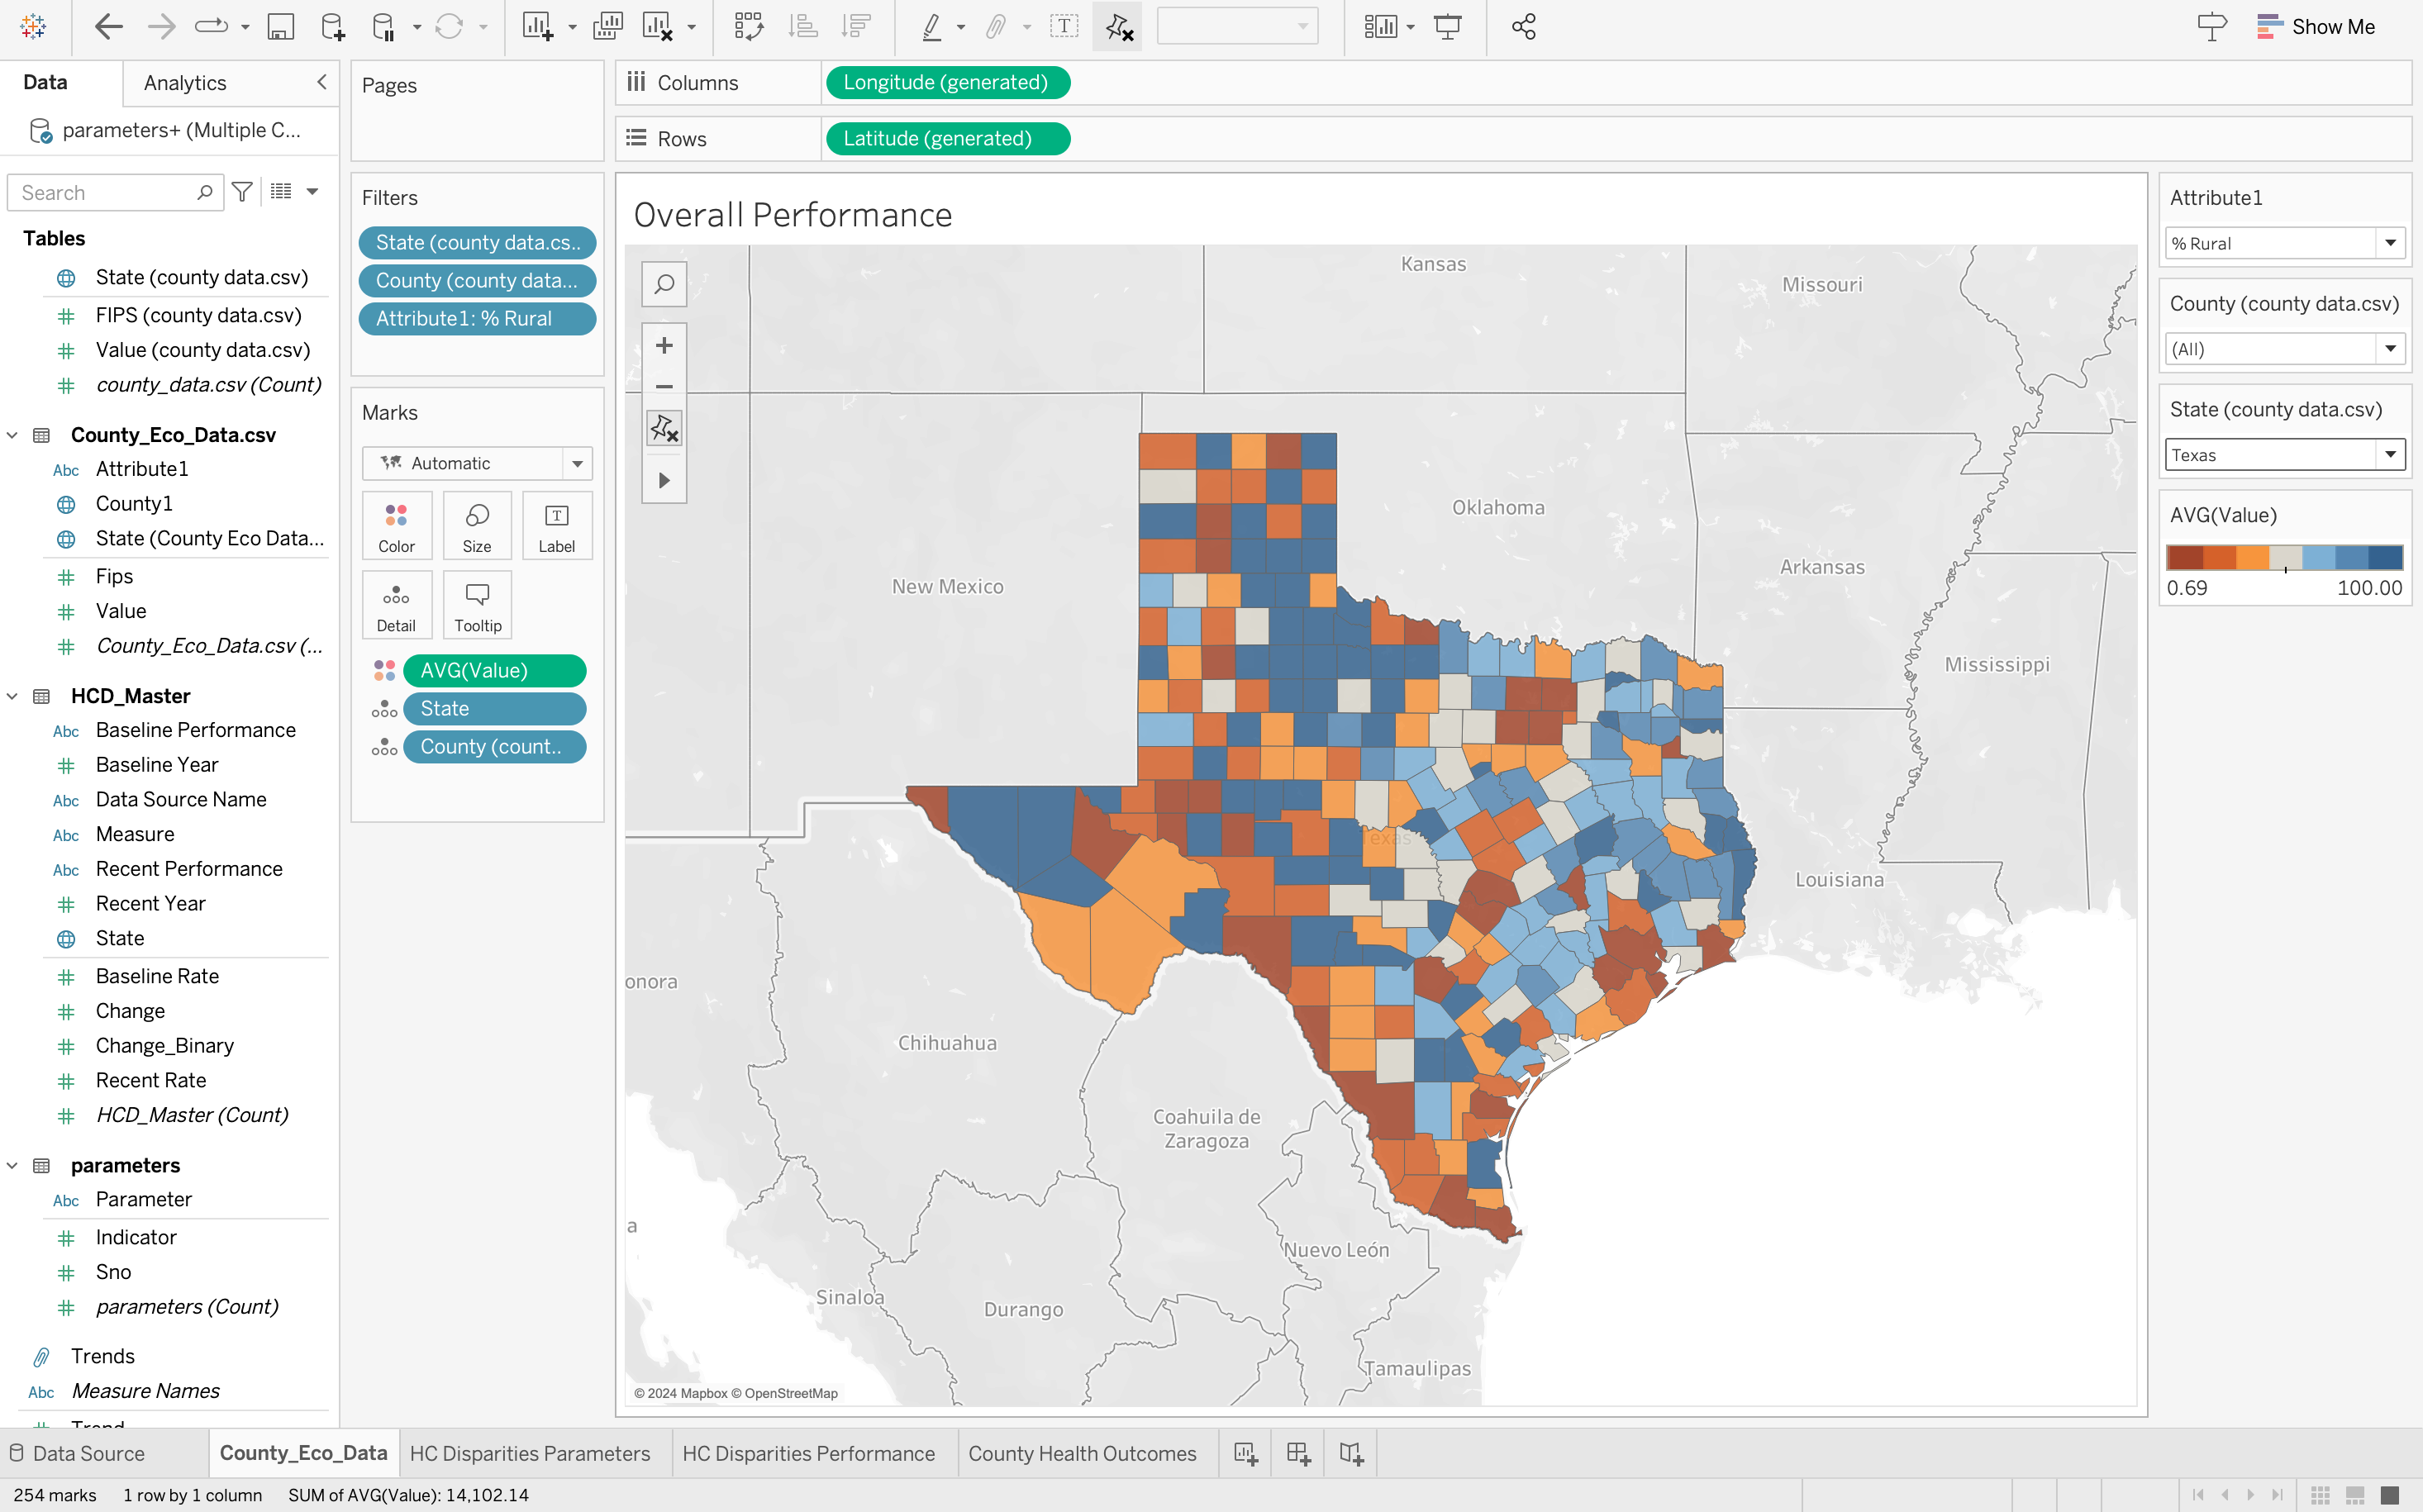 Show Me
Data
Analytics
parameters+ (Multiple C...
Search
Tables
State (county data.csv)
FIPS (county data.csv)
Value (county data.csv)
county_data.csv (Count)
County_Eco_Data.csv
Abc Attribute1
County1
State (County Eco Data...
Fips
Value
County_Eco_Data.csv (...
HCD_Master
Abc Baseline Performance
Baseline Year
Abc Data Source Name
Abc Measure
Abc Recent Performance
Recent Year
State
Baseline Rate
Change
Change_Binary
Recent Rate
HCD_Master (Count)
parameters
Abc Parameter
Indicator
Sno
parameters (Count)
Trends
Abc Measure Names
Trend
Pages
Filters
State (county data.cs..
County (county data...
Attribute1: % Rural
Marks
Automatic
Color
Size
T
Label
Detail
Tooltip
AVG(Value)
State
County (count..
Columns
Longitude (generated)
Rows
Latitude (generated)
Overall Performance
Kansas
Missouri
Oklahoma
New Mexico
Arkansas
Mississippi
Texas
Louisiana
onora
Chihuahua
Coahuila de
Zaragoza
a
Nuevo León
Sinaloa
Durango
Tamaulipas
© 2024 Mapbox © OpenStreetMap
Attribute1
% Rural
County (county data.csv)
(All)
State (county data.csv)
Texas
AVG(Value)
0.69
100.00
Data Source
County_Eco_Data
HC Disparities Parameters
HC Disparities Performance
County Health Outcomes
254 marks
1 row by 1 column
SUM of AVG(Value): 14,102.14